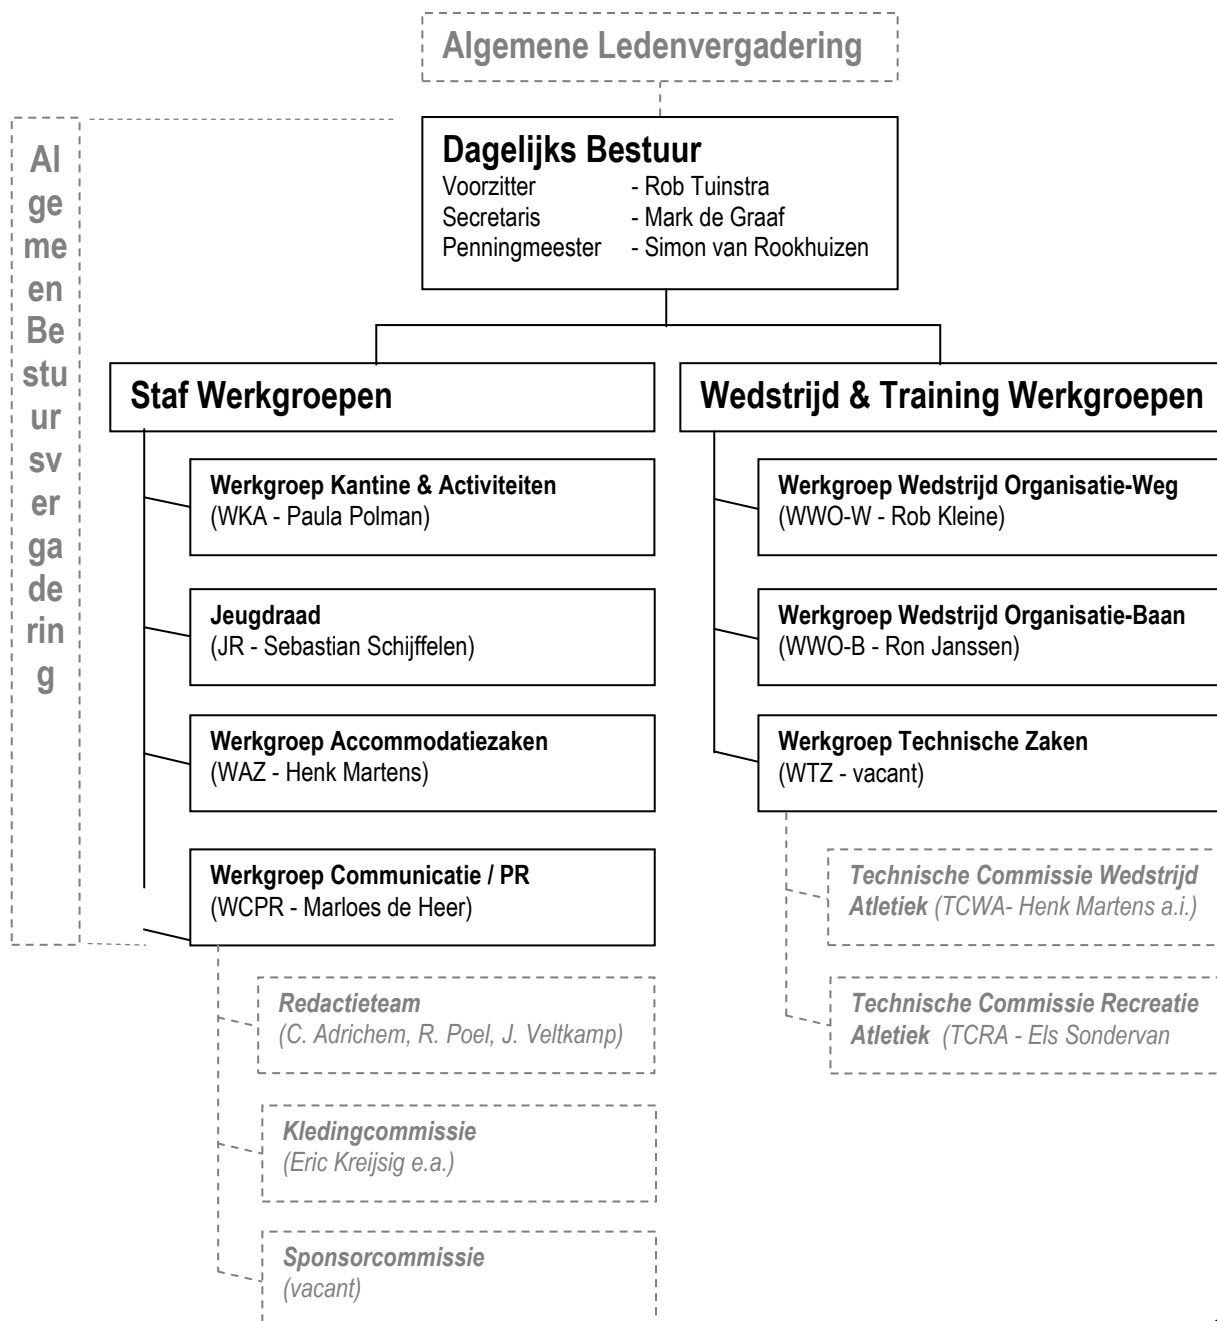 Algemene Ledenvergadering
Al
ge
me
en
Be
stu
ur
sv
er
ga
de
rin
g
Dagelijks Bestuur
Voorzitter - Rob Tuinstra
Secretaris - Mark de Graaf
Penningmeester - Simon van Rookhuizen
Staf Werkgroepen
Werkgroep Kantine & Activiteiten
(WKA - Paula Polman)
Jeugdraad
(JR - Sebastian Schijffelen)
Werkgroep Accommodatiezaken
(WAZ - Henk Martens)
Werkgroep Communicatie / PR
(WCPR - Marloes de Heer)
Redactieteam
(C. Adrichem, R. Poel, J. Veltkamp)
Kledingcommissie
(Eric Kreijsig e.a.)
Sponsorcommissie
(vacant)
Wedstrijd & Training Werkgroepen
Werkgroep Wedstrijd Organisatie-Weg
(WWO-W - Rob Kleine)
Werkgroep Wedstrijd Organisatie-Baan
(WWO-B - Ron Janssen)
Werkgroep Technische Zaken
(WTZ - vacant)
Technische Commissie Wedstrijd
Atletiek (TCWA- Henk Martens a.i.)
Technische Commissie Recreatie
Atletiek (TCRA - Els Sondervan